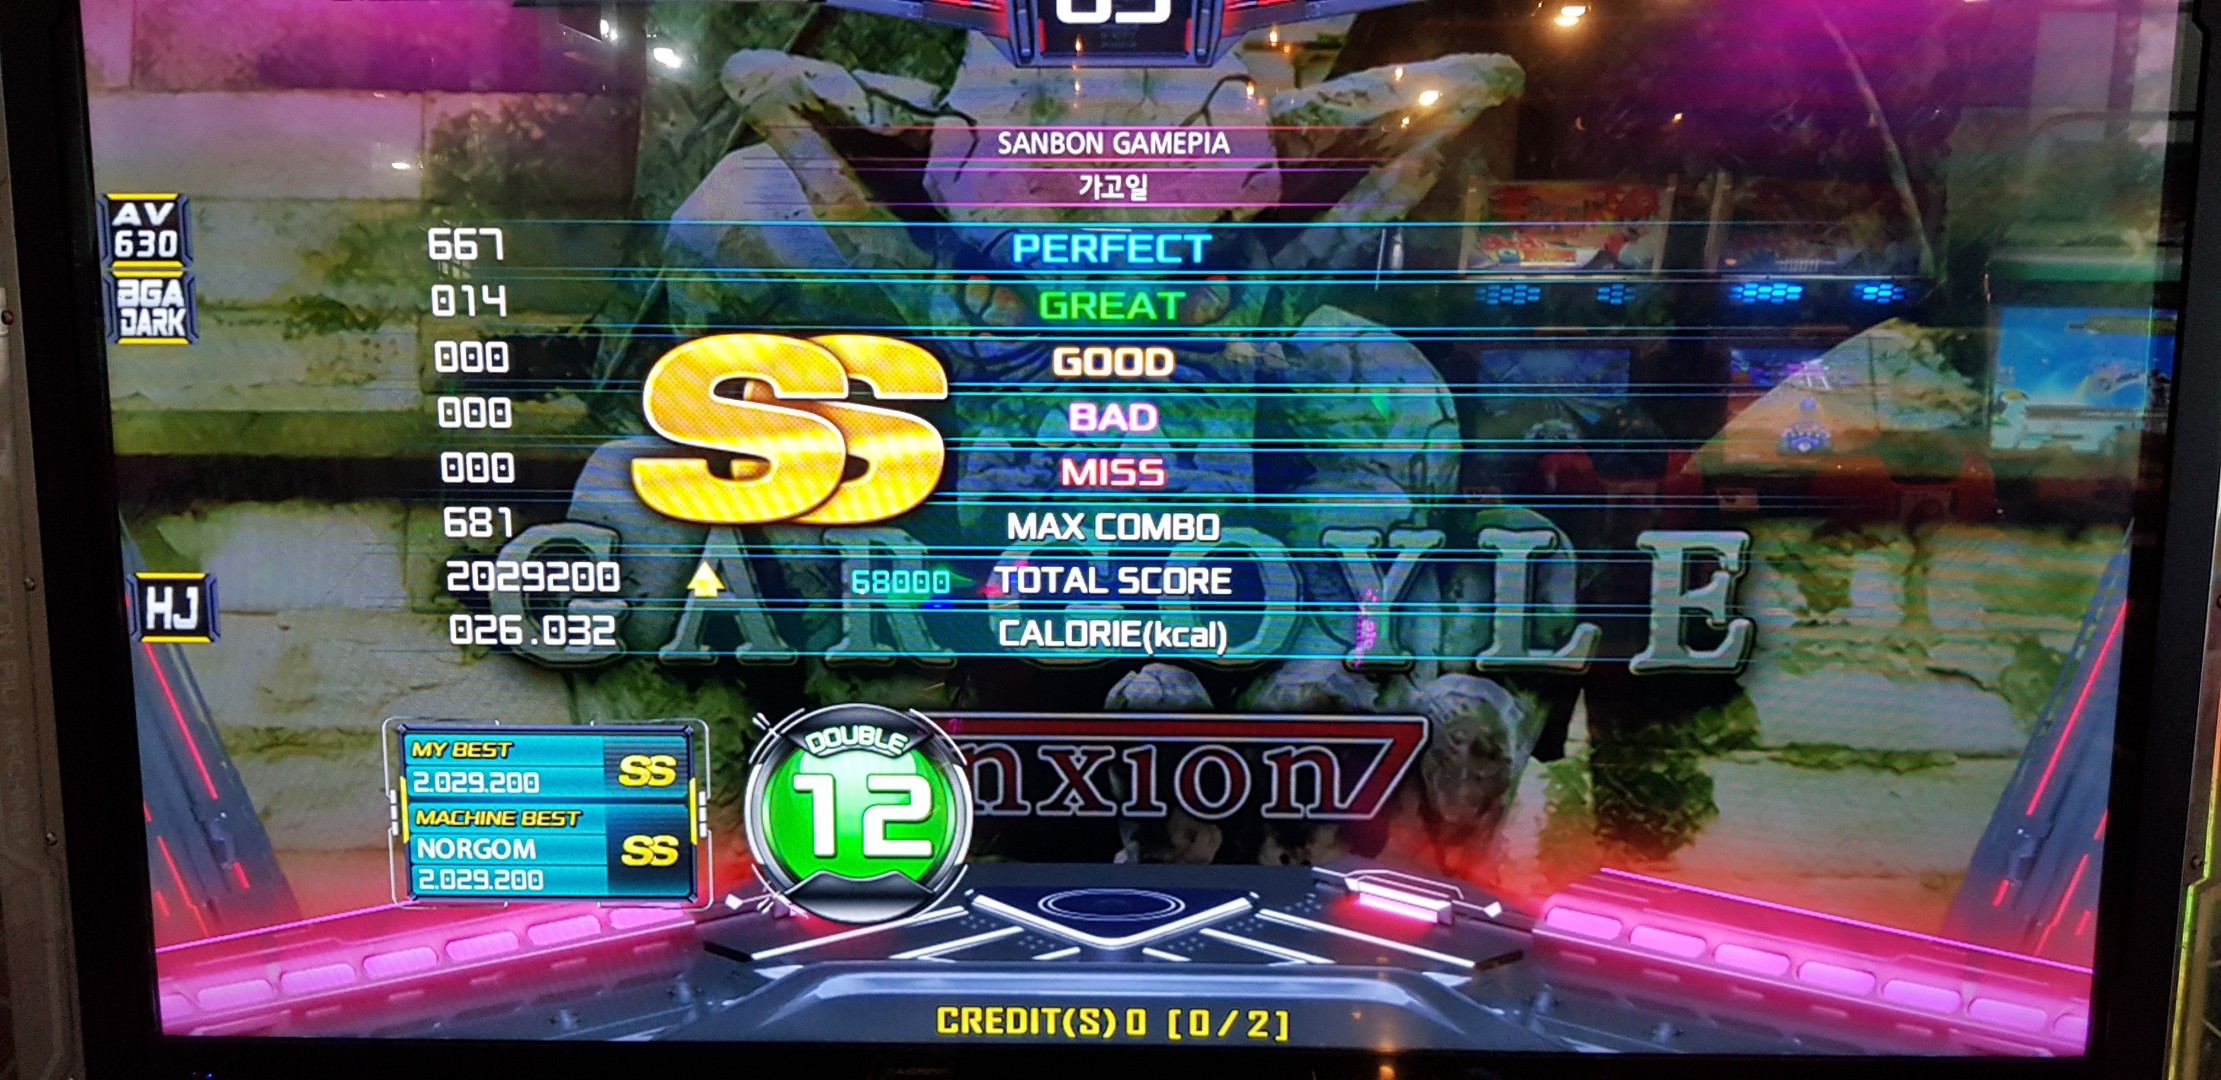 SANBON GAMEPIA
가고일
AV
630
BGA
DARK
667 PERFECT
014 GREAT
000 GOOD
000 BAD
000 MISS
681 MAX COMBO
2029200 68000 TOTAL SCORE
026.032 CALORIE(kcal)
SS
HJ
GARGOYLE
MY BEST
2.029.200 SS
MACHINE BEST
NORGOM
2.029.200 SS
DOUBLE
12
nxion7
CREDIT(S) 0 [0/2]